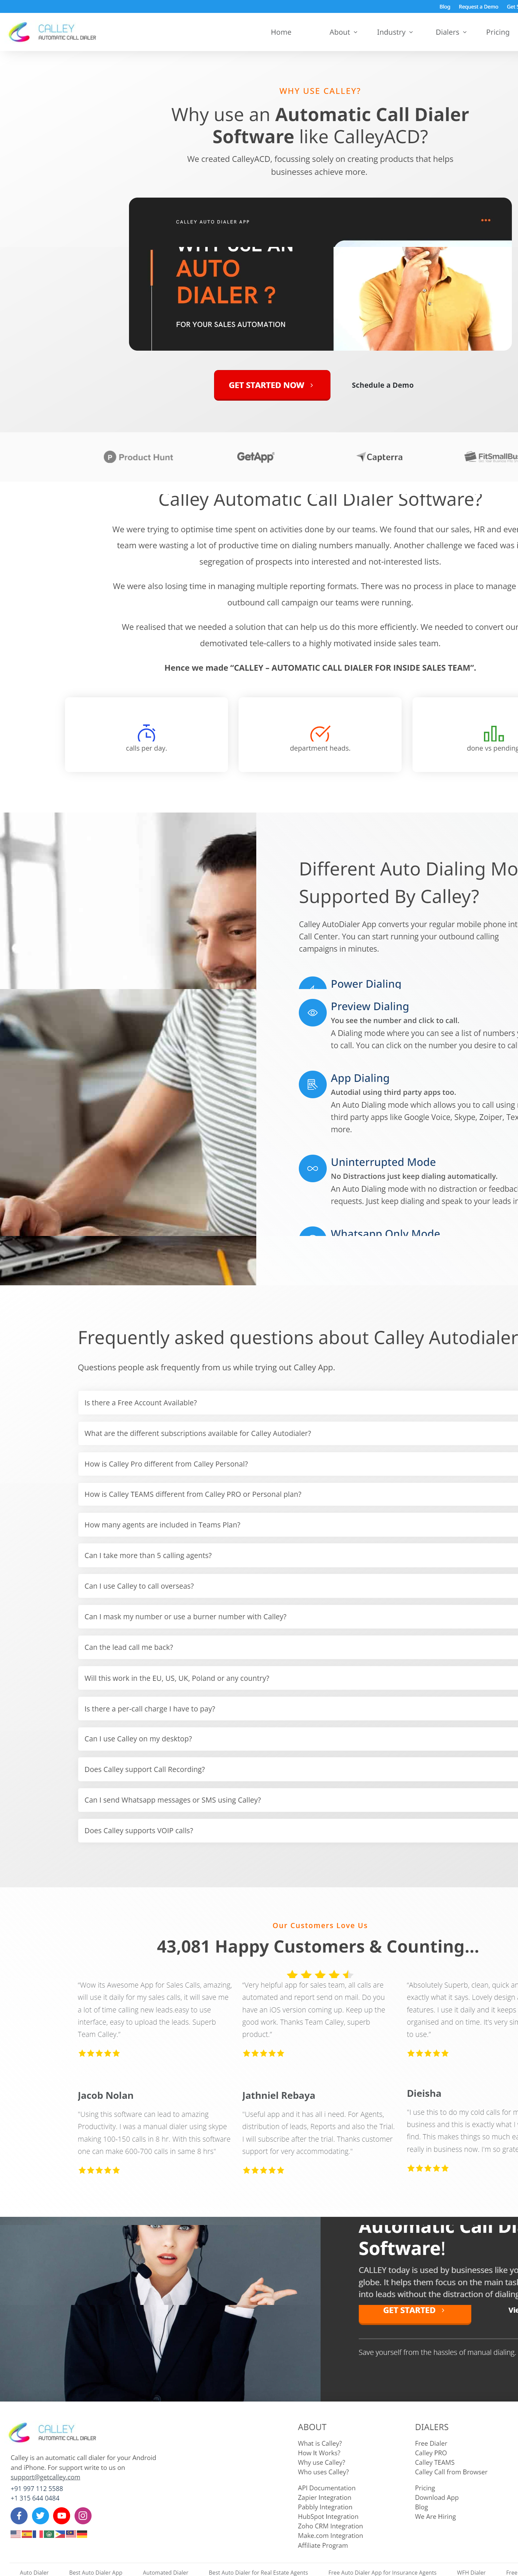 Blog Request a Demo Get
CALLEY
AUTOMATIC CALL DIALER
Home About Industry Dialers Pricing
WHY USE CALLEY?
Why use an Automatic Call Dialer
Software like CalleyACD?
We created CalleyACD, focussing solely on creating products that helps
businesses achieve more.
CALLEY AUTO DIALER APP
WHY USE AN
AUTO
DIALER ?
FOR YOUR SALES AUTOMATION
GET STARTED NOW
Schedule a Demo
P Product Hunt GetApp Capterra FitSmallBu
Calley Automatic Call Dialer Software?
We were trying to optimise time spent on activities done by our teams. We found that our sales, HR and eve
team were wasting a lot of productive time on dialing numbers manually. Another challenge we faced was
segregation of prospects into interested and not-interested lists.
We were also losing time in managing multiple reporting formats. There was no process in place to manage
outbound call campaign our teams were running.
We realised that we needed a solution that can help us do this more efficiently. We needed to convert our
demotivated tele-callers to a highly motivated inside sales team.
Hence we made “CALLEY – AUTOMATIC CALL DIALER FOR INSIDE SALES TEAM”.
calls per day.
department heads.
done vs pending
Different Auto Dialing Mo
Supported By Calley?
Calley AutoDialer App converts your regular mobile phone int
Call Center. You can start running your outbound calling
campaigns in minutes.
Power Dialing
Preview Dialing
You see the number and click to call.
A Dialing mode where you can see a list of numbers
to call. You can click on the number you desire to cal
App Dialing
Autodial using third party apps too.
An Auto Dialing mode which allows you to call using
third party apps like Google Voice, Skype, Zoiper, Tex
more.
Uninterrupted Mode
No Distractions just keep dialing automatically.
An Auto Dialing mode with no distraction or feedbac
requests. Just keep dialing and speak to your leads in
Whatsapp Only Mode
Frequently asked questions about Calley Autodialer
Questions people ask frequently from us while trying out Calley App.
Is there a Free Account Available?
What are the different subscriptions available for Calley Autodialer?
How is Calley Pro different from Calley Personal?
How is Calley TEAMS different from Calley PRO or Personal plan?
How many agents are included in Teams Plan?
Can I take more than 5 calling agents?
Can I use Calley to call overseas?
Can I mask my number or use a burner number with Calley?
Can the lead call me back?
Will this work in the EU, US, UK, Poland or any country?
Is there a per-call charge I have to pay?
Can I use Calley on my desktop?
Does Calley support Call Recording?
Can I send Whatsapp messages or SMS using Calley?
Does Calley supports VOIP calls?
Our Customers Love Us
43,081 Happy Customers & Counting...
"Wow its Awesome App for Sales Calls, amazing,
will use it daily for my sales calls, it will save me
a lot of time calling new leads.easy to use
interface, easy to upload the leads. Superb
Team Calley."
"Very helpful app for sales team, all calls are
automated and report send on mail. Do you
have an iOS version coming up. Keep up the
good work. Thanks Team Calley, superb
product."
"Absolutely Superb, clean, quick an
exactly what it says. Lovely design
features. I use it daily and it keeps
organised and on time. It's very sim
to use."
Jacob Nolan
"Using this software can lead to amazing
Productivity. I was a manual dialer using skype
making 100-150 calls in 8 hr. With this software
one can make 600-700 calls in same 8 hrs"
Jathniel Rebaya
"Useful app and it has all i need. For Agents,
distribution of leads, Reports and also the Trial.
I will subscribe after the trial. Thanks customer
support for very accommodating."
Dieisha
"I use this to do my cold calls for m
business and this is exactly what I
find. This makes things so much ea
really in business now. I'm so grate
Automatic Call Di
Software!
CALLEY today is used by businesses like yo
globe. It helps them focus on the main task
into leads without the distraction of dialing
GET STARTED
Vie
Save yourself from the hassles of manual dialing.
CALLEY
AUTOMATIC CALL DIALER
Calley is an automatic call dialer for your Android
and iPhone. For support write to us on
support@getcalley.com
+91 997 112 5588
+1 315 644 0484
ABOUT
What is Calley?
How It Works?
Why use Calley?
Who uses Calley?
API Documentation
Zapier Integration
Pabbly Integration
HubSpot Integration
Zoho CRM Integration
Make.com Integration
Affiliate Program
DIALERS
Free Dialer
Calley PRO
Calley TEAMS
Calley Call from Browser
Pricing
Download App
Blog
We Are Hiring
Auto Dialer Best Auto Dialer App Automated Dialer Best Auto Dialer for Real Estate Agents Free Auto Dialer App for Insurance Agents WFH Dialer Free